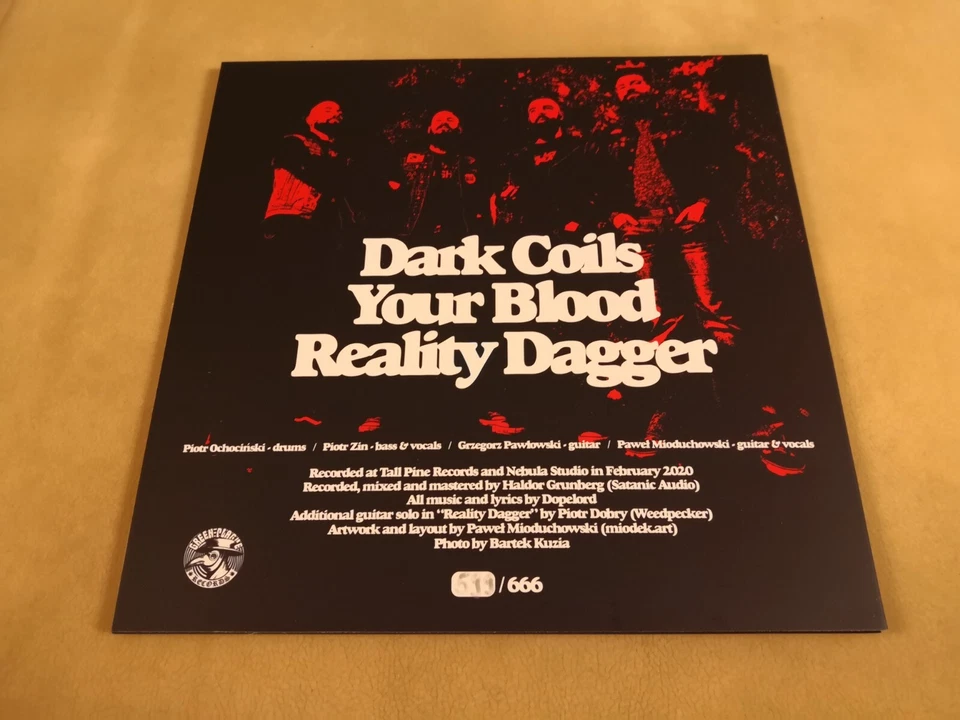 Dark Coils
Your Blood
Reality Dagger
Piotr Ochociński - drums / Piotr Zin - bass & vocals / Grzegorz Pawłowski - guitar / Paweł Mioduchowski - guitar & vocals
Recorded at Tall Pine Records and Nebula Studio in February 2020
Recorded, mixed and mastered by Haldor Grunberg (Satanic Audio)
All music and lyrics by Dopelord
Additional guitar solo in “Reality Dagger” by Piotr Dobry (Weedpecker)
Artwork and layout by Paweł Mioduchowski (miodek.art)
Photo by Bartek Kuzia
GREEN PLAGUE
RECORDS
/ 666